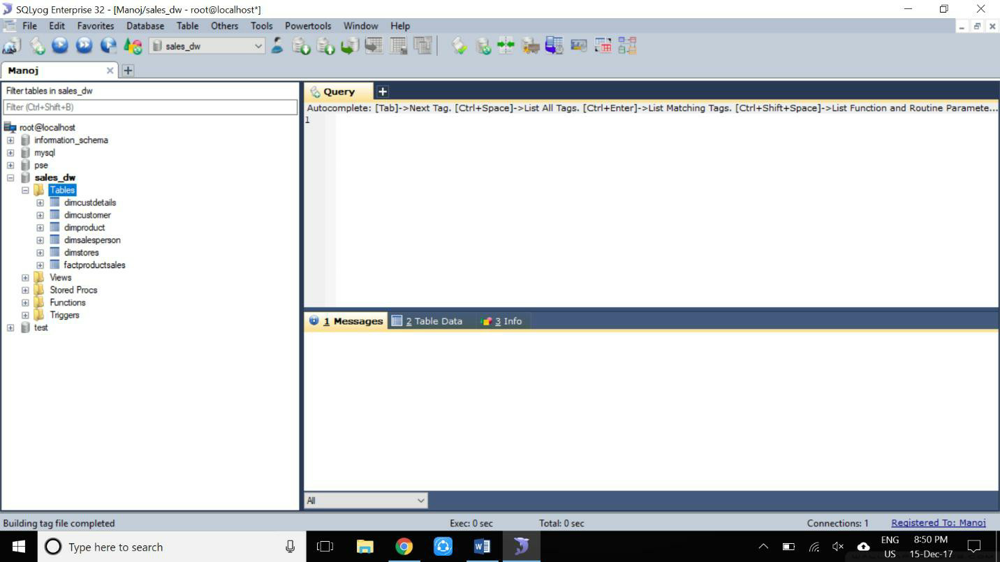 SQLyog Enterprise 32 - [Manoj/sales_dw - root@localhost*]
File Edit Favorites Database Table Others Tools Powertools Window Help
sales_dw
Manoj
Filter tables in sales_dw
Filter (Ctrl+Shift+B)
root@localhost
information_schema
mysql
pse
sales_dw
Tables
dimcustdetails
dimcustomer
dimproduct
dimsalesperson
dimstores
factproductsales
Views
Stored Procs
Functions
Triggers
test
Query
Autocomplete: [Tab]->Next Tag. [Ctrl+Space]->List All Tags. [Ctrl+Enter]->List Matching Tags. [Ctrl+Shift+Space]->List Function and Routine Paramete...
1
1 Messages 2 Table Data 3 Info
All
Building tag file completed Exec: 0 sec Total: 0 sec Connections: 1 Registered To: Manoj
Type here to search
ENG 8:50 PM
US 15-Dec-17